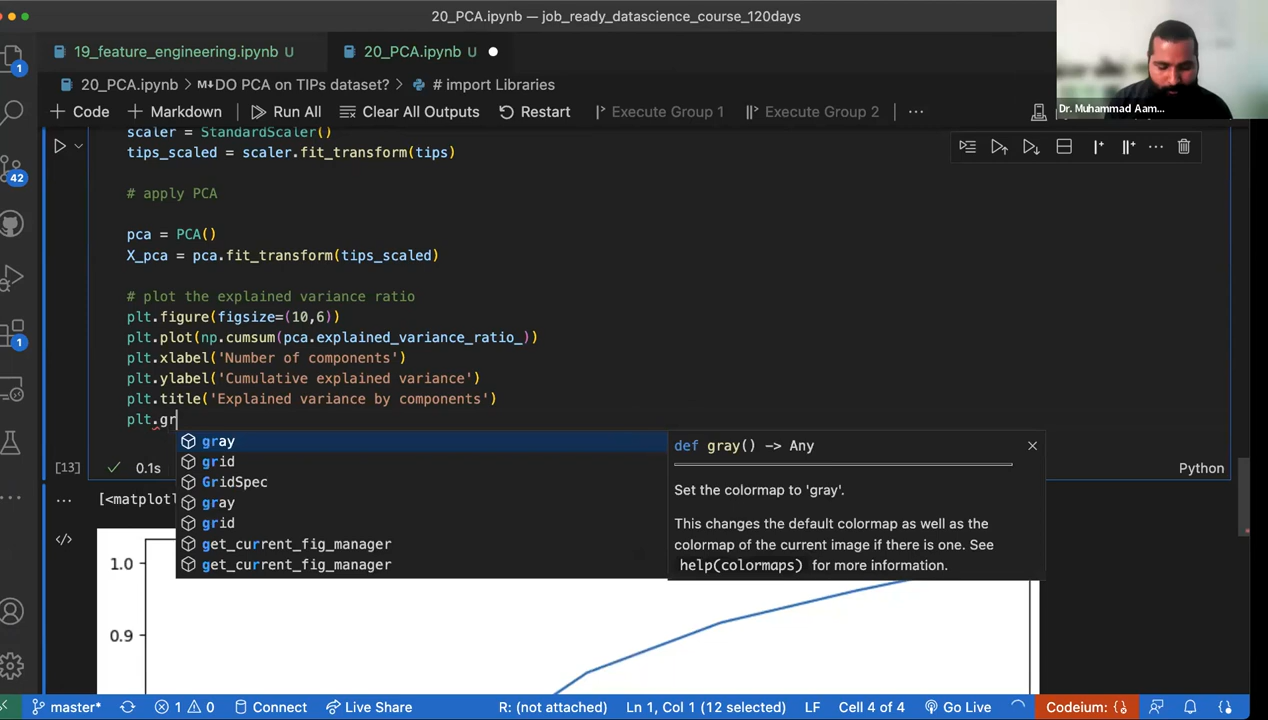 20_PCA.ipynb — job_ready_datascience_course_120days
19_feature_engineering.ipynb U
20_PCA.ipynb U
20_PCA.ipynb > M↓DO PCA on TIPs dataset? > # import Libraries
+ Code + Markdown Run All Clear All Outputs Restart Execute Group 1 Execute Group 2 ...
Dr. Muhammad Aam...
1
42
1
scaler = StandardScaler()
tips_scaled = scaler.fit_transform(tips)
# apply PCA
pca = PCA()
X_pca = pca.fit_transform(tips_scaled)
# plot the explained variance ratio
plt.figure(figsize=(10,6))
plt.plot(np.cumsum(pca.explained_variance_ratio_))
plt.xlabel('Number of components')
plt.ylabel('Cumulative explained variance')
plt.title('Explained variance by components')
plt.gr
gray
grid
GridSpec
gray
grid
get_current_fig_manager
get_current_fig_manager
def gray() -> Any
Set the colormap to 'gray'.
This changes the default colormap as well as the
colormap of the current image if there is one. See
help(colormaps) for more information.
[13] 0.1s
Python
[<matplotl
1.0
0.9
master* 1 0 Connect Live Share R: (not attached) Ln 1, Col 1 (12 selected) LF Cell 4 of 4 Go Live Codeium: {}